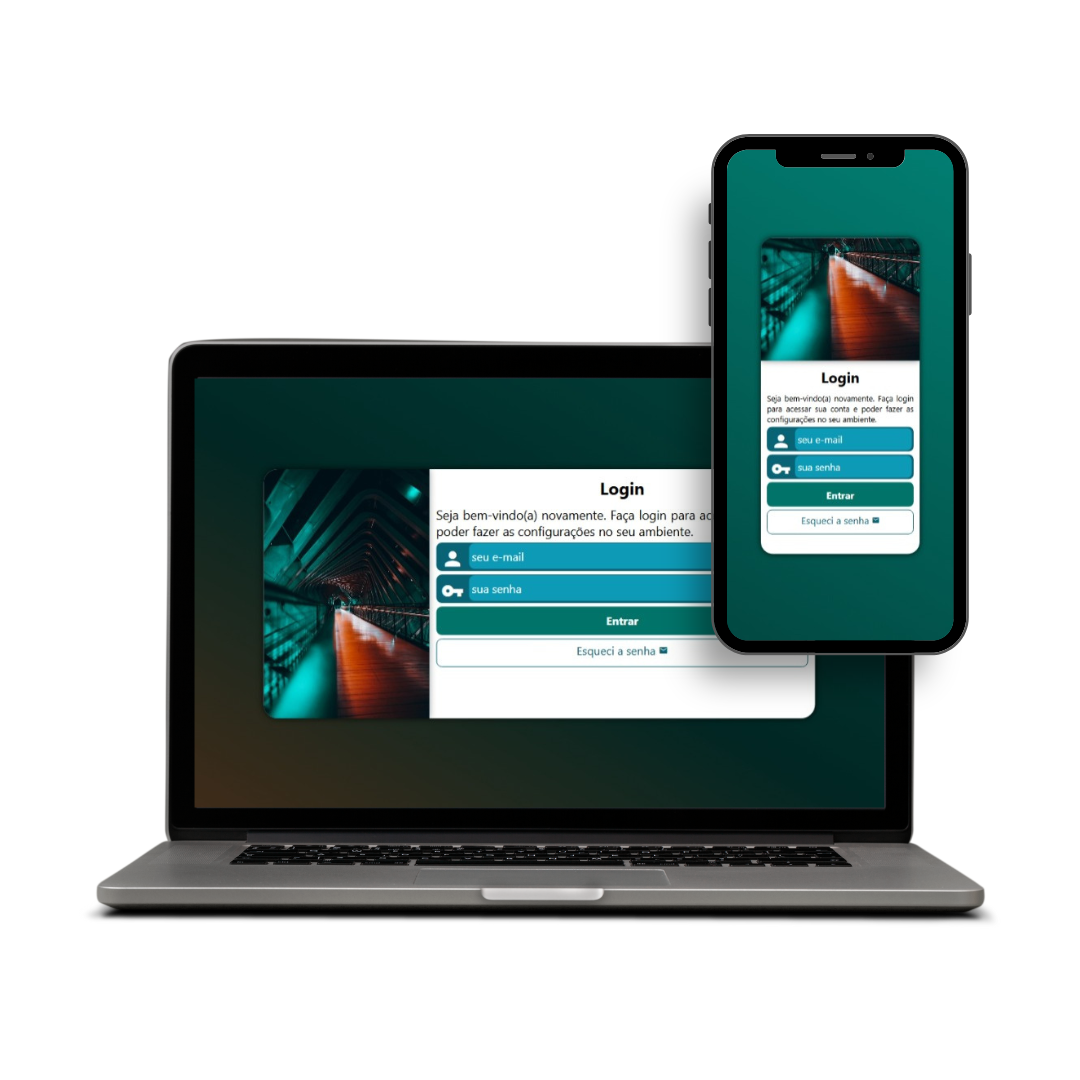 Login
Seja bem-vindo(a) novamente. Faça login para
poder fazer as configurações no seu ambiente.
seu e-mail
sua senha
Entrar
Esqueci a senha
Login
Seja bem-vindo(a) novamente. Faça login
para acessar sua conta e poder fazer as
configurações no seu ambiente.
seu e-mail
sua senha
Entrar
Esqueci a senha